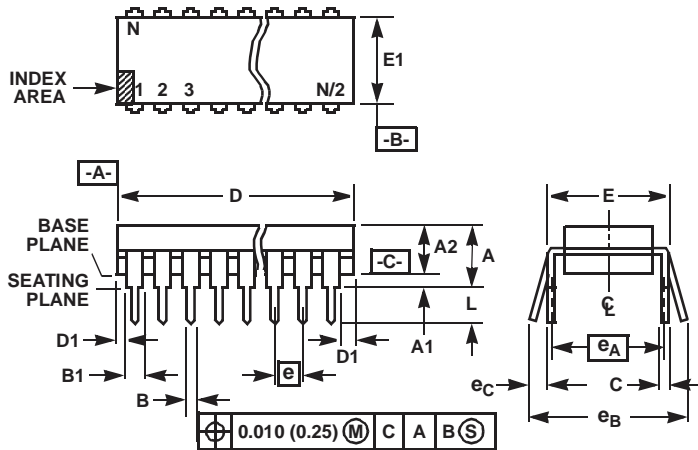 N
E1
INDEX
AREA
1 2 3 N/2
-B-
-A-
D
E
BASE
PLANE
A2
A
-C-
SEATING
PLANE
L
C L
D1
A1
D1
B1
e
eA
B
eC
C
eB
0.010 (0.25) M C A B S